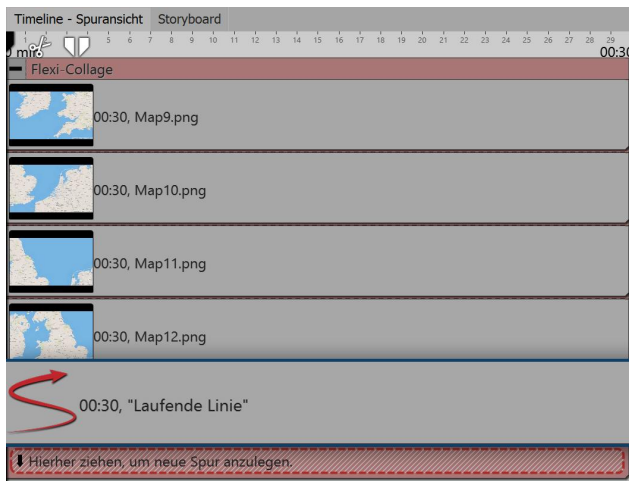 Timeline - Spuransicht Storyboard
1 5 6 7 8 9 10 11 12 13 14 15 16 17 18 19 20 21 22 23 24 25 26 27 28 29
min 00:30
Flexi-Collage
00:30, Map9.png
00:30, Map10.png
00:30, Map11.png
00:30, Map12.png
00:30, "Laufende Linie"
Hierher ziehen, um neue Spur anzulegen.